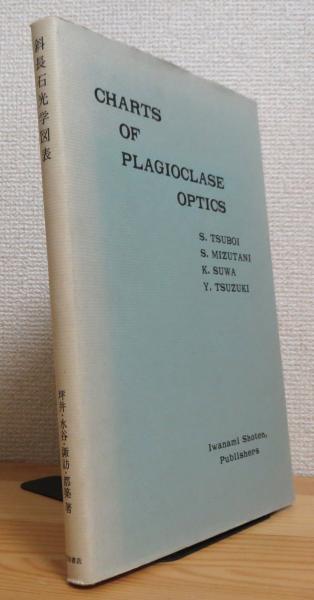 斜長石光学図表
坪井・水谷・諏訪・都築 著
CHARTS
OF
PLAGIOCLASE
OPTICS
S. TSUBOI
S. MIZUTANI
K. SUWA
Y. TSUZUKI
Iwanami Shoten,
Publishers